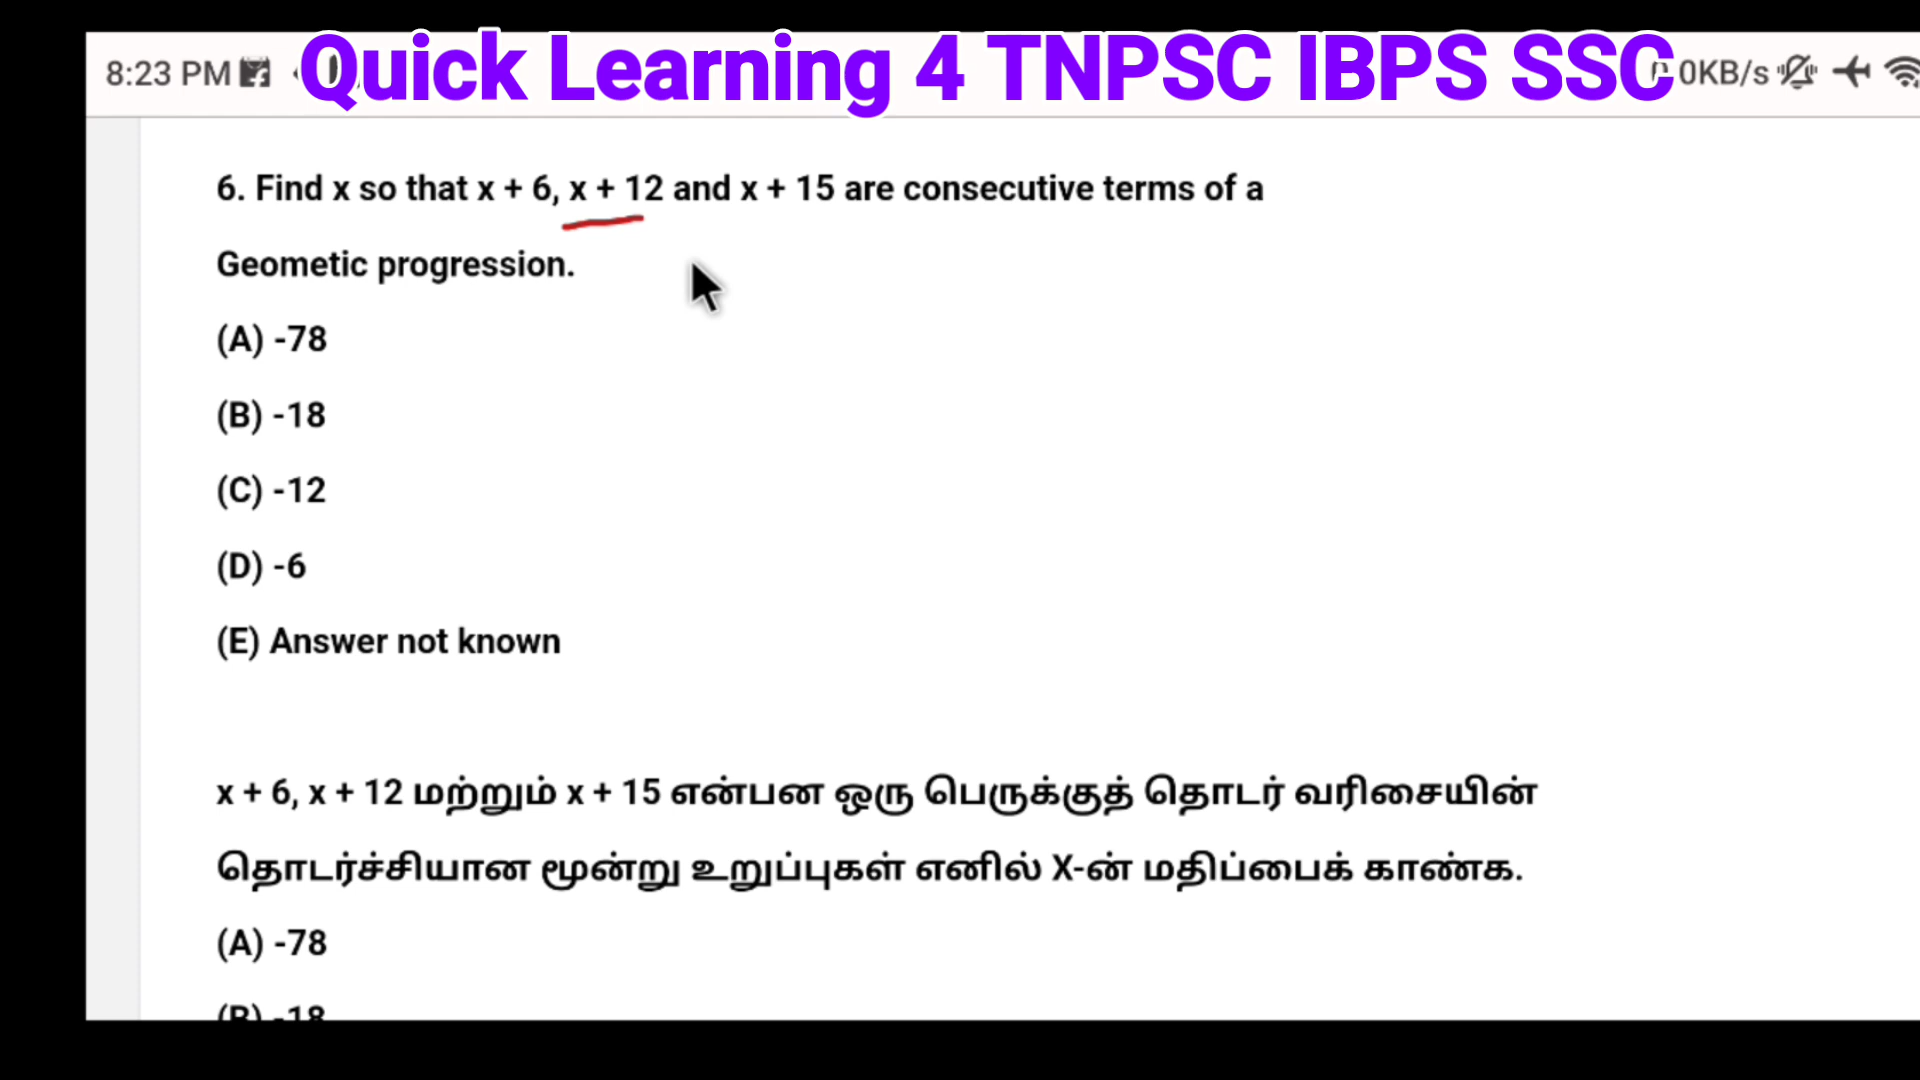 8:23 PM
Quick Learning 4 TNPSC IBPS SSC
0KB/s
6. Find x so that x + 6, x + 12 and x + 15 are consecutive terms of a
Geometic progression.
(A) -78
(B) -18
(C) -12
(D) -6
(E) Answer not known
x + 6, x + 12 மற்றும் x + 15 என்பன ஒரு பெருக்குத் தொடர் வரிசையின்
தொடர்ச்சியான மூன்று உறுப்புகள் எனில் X-ன் மதிப்பைக் காண்க.
(A) -78
(B) -18